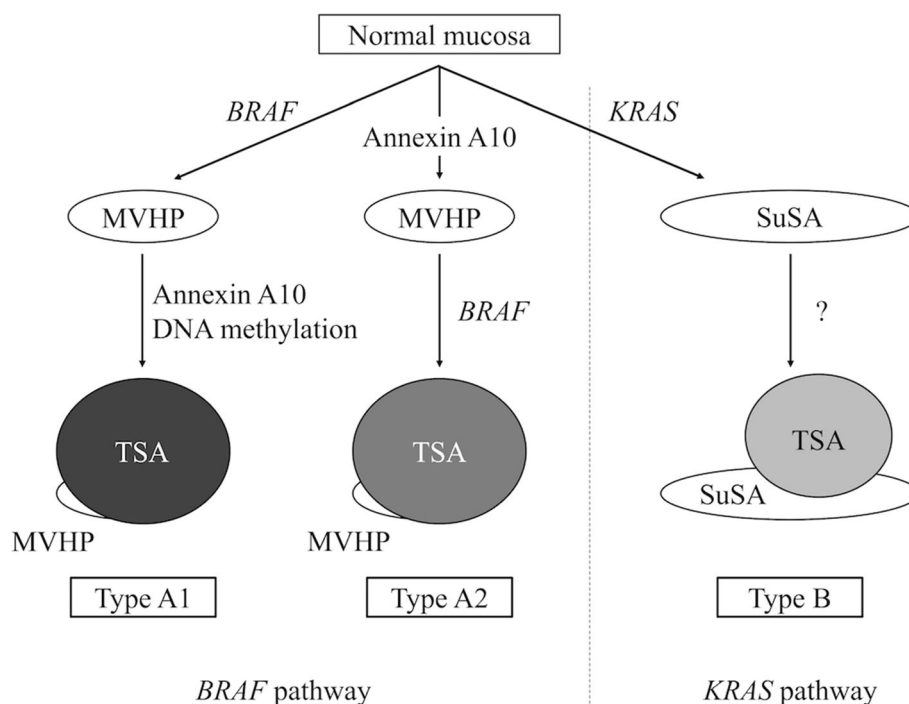 Normal mucosa
BRAF
Annexin A10
KRAS
MVHP
MVHP
SuSA
Annexin A10
DNA methylation
BRAF
?
TSA
TSA
TSA
SuSA
MVHP
MVHP
Type A1
Type A2
Type B
BRAF pathway
KRAS pathway